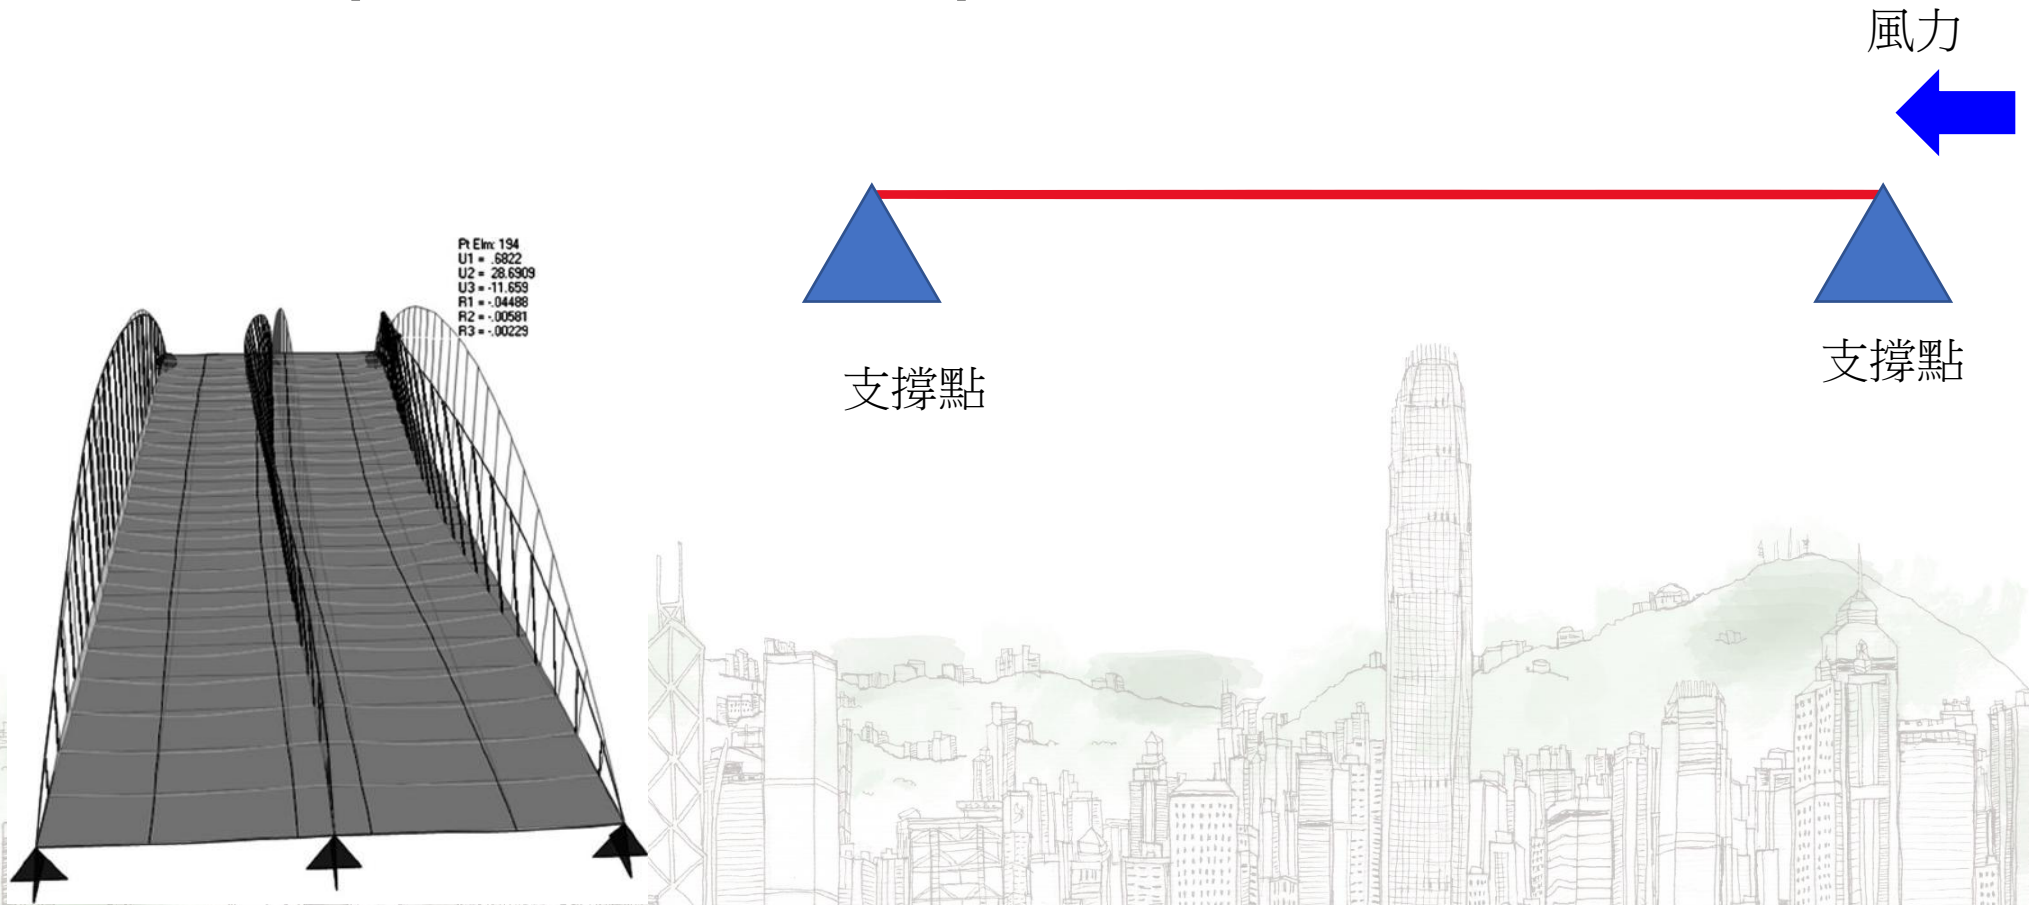 風力
Pt Elm: 194
U1 = .6822
U2 = 28.6909
U3 = -11.659
R1 = -.04488
R2 = -.00581
R3 = -.00229
支撐點
支撐點